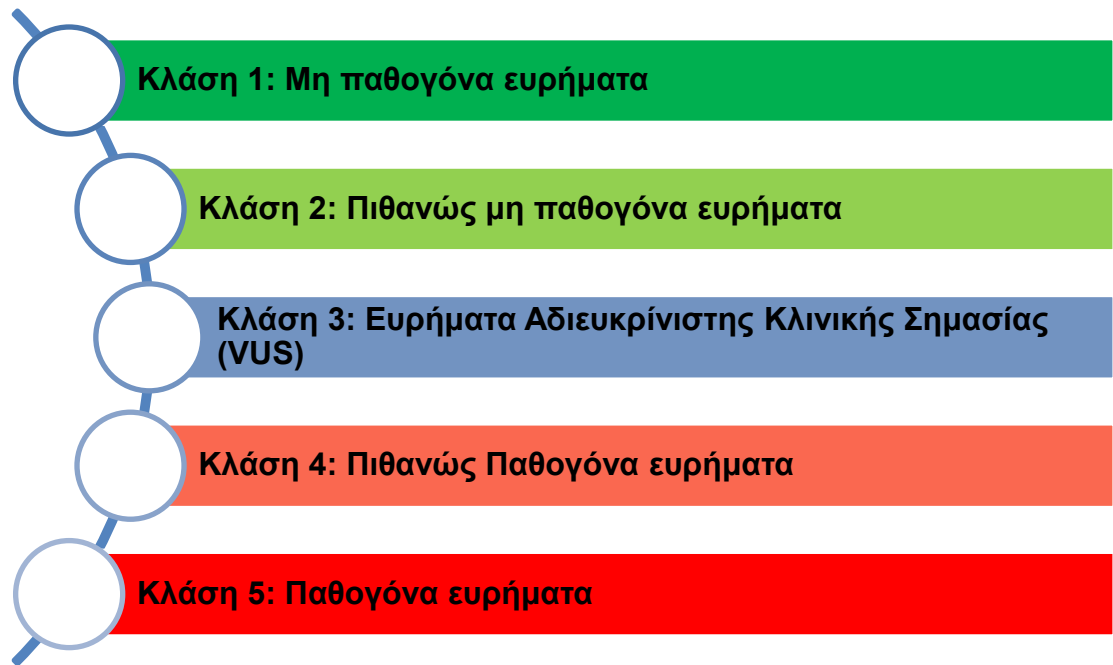 Κλάση 1: Μη παθογόνα ευρήματα
Κλάση 2: Πιθανώς μη παθογόνα ευρήματα
Κλάση 3: Ευρήματα Αδιευκρίνιστης Κλινικής Σημασίας
(VUS)
Κλάση 4: Πιθανώς Παθογόνα ευρήματα
Κλάση 5: Παθογόνα ευρήματα